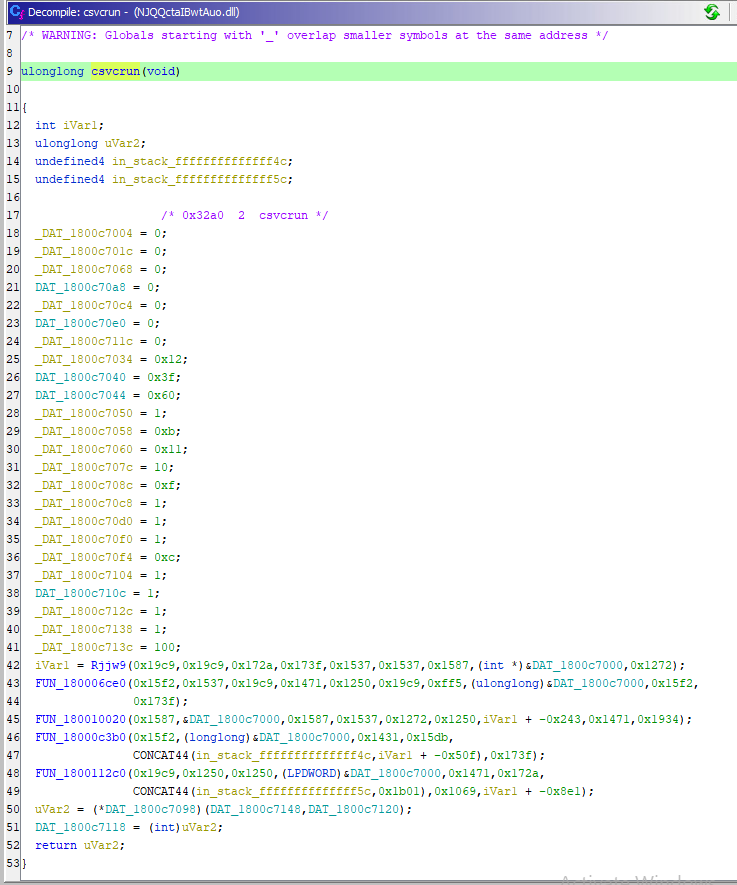 Decompile: csvcrun - (NJQQctaIBwtAuo.dll)
7 /* WARNING: Globals starting with '_' overlap smaller symbols at the same address */
8
9 ulonglong csvcrun(void)
10
11 {
12 int iVar1;
13 ulonglong uVar2;
14 undefined4 in_stack_ffffffffffffff4c;
15 undefined4 in_stack_ffffffffffffff5c;
16
17 /* 0x32a0 2 csvcrun */
18 _DAT_1800c7004 = 0;
19 _DAT_1800c701c = 0;
20 _DAT_1800c7068 = 0;
21 DAT_1800c70a8 = 0;
22 _DAT_1800c70c4 = 0;
23 DAT_1800c70e0 = 0;
24 _DAT_1800c711c = 0;
25 _DAT_1800c7034 = 0x12;
26 DAT_1800c7040 = 0x3f;
27 DAT_1800c7044 = 0x60;
28 _DAT_1800c7050 = 1;
29 _DAT_1800c7058 = 0xb;
30 _DAT_1800c7060 = 0x11;
31 _DAT_1800c707c = 10;
32 _DAT_1800c708c = 0xf;
33 _DAT_1800c70c8 = 1;
34 _DAT_1800c70d0 = 1;
35 _DAT_1800c70f0 = 1;
36 _DAT_1800c70f4 = 0xc;
37 _DAT_1800c7104 = 1;
38 DAT_1800c710c = 1;
39 _DAT_1800c712c = 1;
40 _DAT_1800c7138 = 1;
41 _DAT_1800c713c = 100;
42 iVar1 = Rjjw9(0x19c9,0x19c9,0x172a,0x173f,0x1537,0x1537,0x1587,(int *)&DAT_1800c7000,0x1272);
43 FUN_180006ce0(0x15f2,0x1537,0x19c9,0x1471,0x1250,0x19c9,0xff5,(ulonglong)&DAT_1800c7000,0x15f2,
44 0x173f);
45 FUN_180010020(0x1587,&DAT_1800c7000,0x1587,0x1537,0x1272,0x1250,iVar1 + -0x243,0x1471,0x1934);
46 FUN_18000c3b0(0x15f2,(longlong)&DAT_1800c7000,0x1431,0x15db,
47 CONCAT44(in_stack_ffffffffffffff4c,iVar1 + -0x50f),0x173f);
48 FUN_1800112c0(0x19c9,0x1250,0x1250,(LPDWORD)&DAT_1800c7000,0x1471,0x172a,
49 CONCAT44(in_stack_ffffffffffffff5c,0x1b01),0x1069,iVar1 + -0x8e1);
50 uVar2 = (*DAT_1800c7098)(DAT_1800c7148,DAT_1800c7120);
51 DAT_1800c7118 = (int)uVar2;
52 return uVar2;
53 }